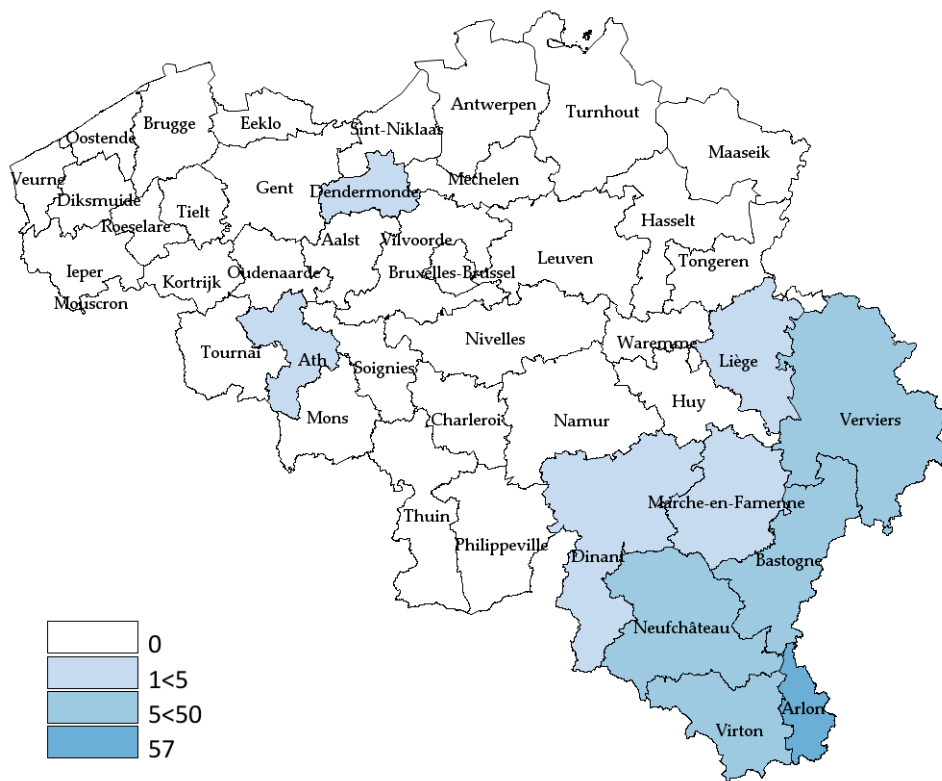 Antwerpen
Turnhout
Oostende
Brugge
Eeklo
Sint-Niklaas
Maaseik
Veurne
Diksmuide
Tielt
Gent
Dendermonde
Mechelen
Roeselare
Hasselt
Aalst
Vilvoorde
Ieper
Kortrijk
Oudenaarde
Bruxelles-Brussel
Leuven
Tongeren
Mouscron
Tournai
Ath
Soignies
Nivelles
Waremme
Liège
Mons
Charleroi
Namur
Huy
Verviers
Thuin
Philippeville
Marche-en-Famenne
Dinant
Bastogne
Neufchâteau
Virton
Arlon
0
1<5
5<50
57